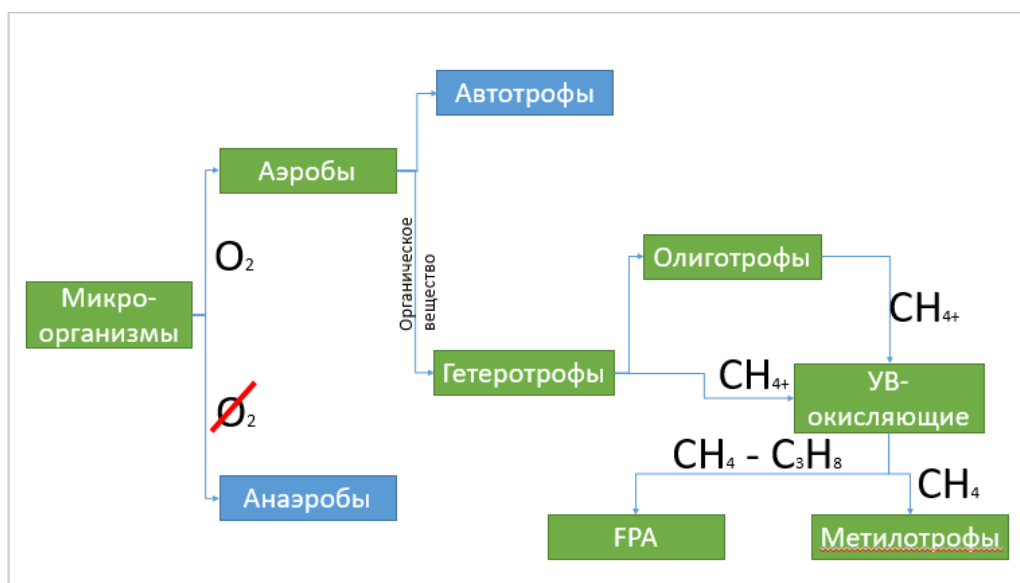 Автотрофы
Аэробы
O₂
Органическое
вещество
Олиготрофы
Микро-
организмы
CH₄₊
Гетеротрофы
CH₄₊
УВ-
окисляющие
O₂
CH₄ - C₃H₈
CH₄
Анаэробы
FPA
Метилотрофы